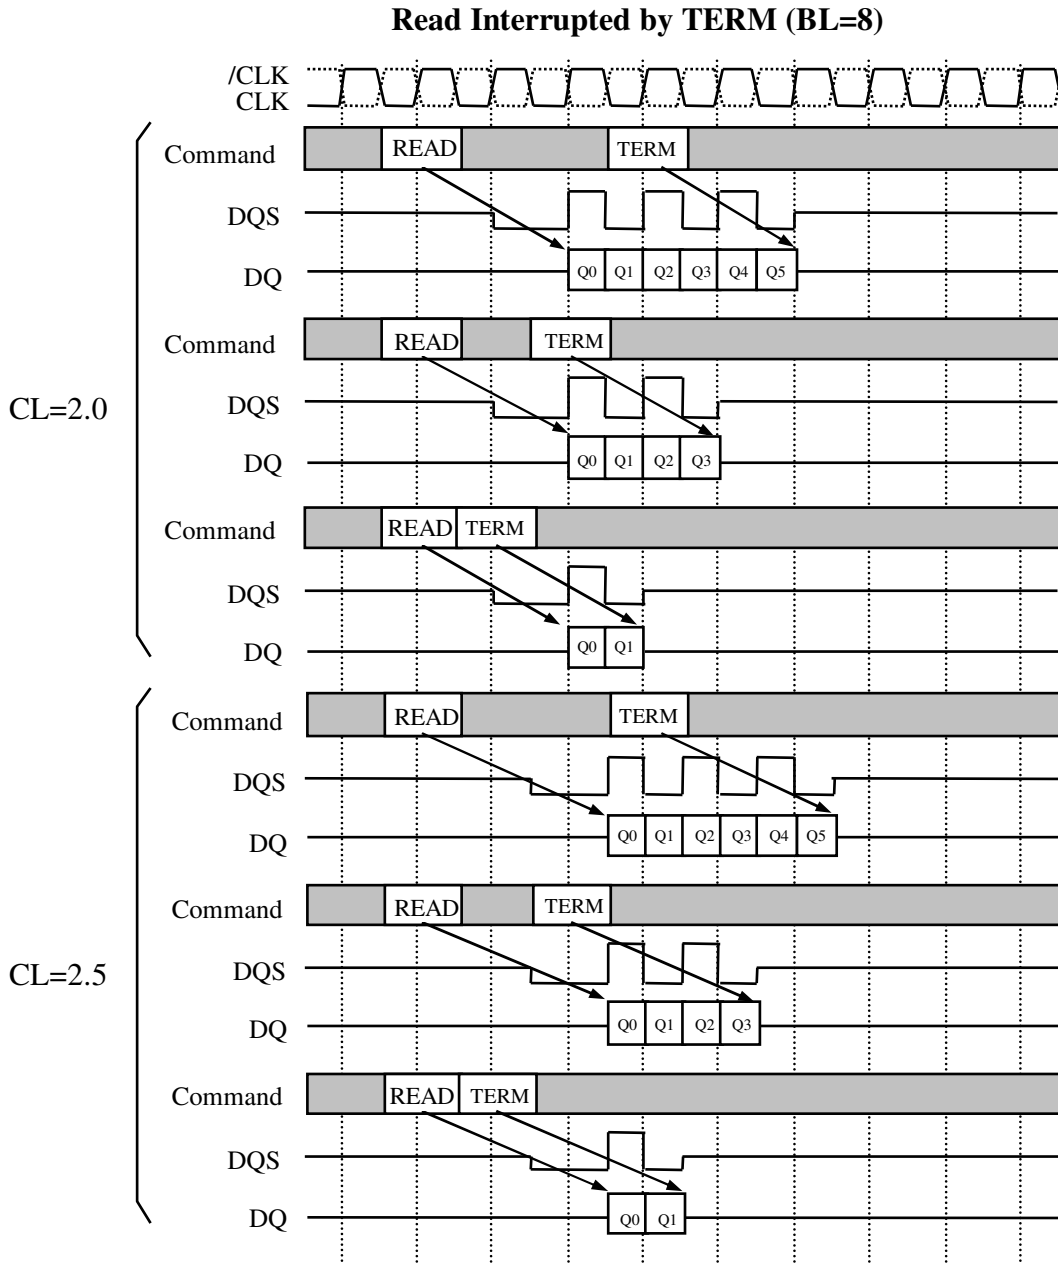 Read Interrupted by TERM (BL=8)
/CLK
CLK
Command READ TERM
DQS
DQ Q0 Q1 Q2 Q3 Q4 Q5
Command READ TERM
CL=2.0
DQS
DQ Q0 Q1 Q2 Q3
Command READ TERM
DQS
DQ Q0 Q1
Command READ TERM
DQS
DQ Q0 Q1 Q2 Q3 Q4 Q5
Command READ TERM
CL=2.5
DQS
DQ Q0 Q1 Q2 Q3
Command READ TERM
DQS
DQ Q0 Q1